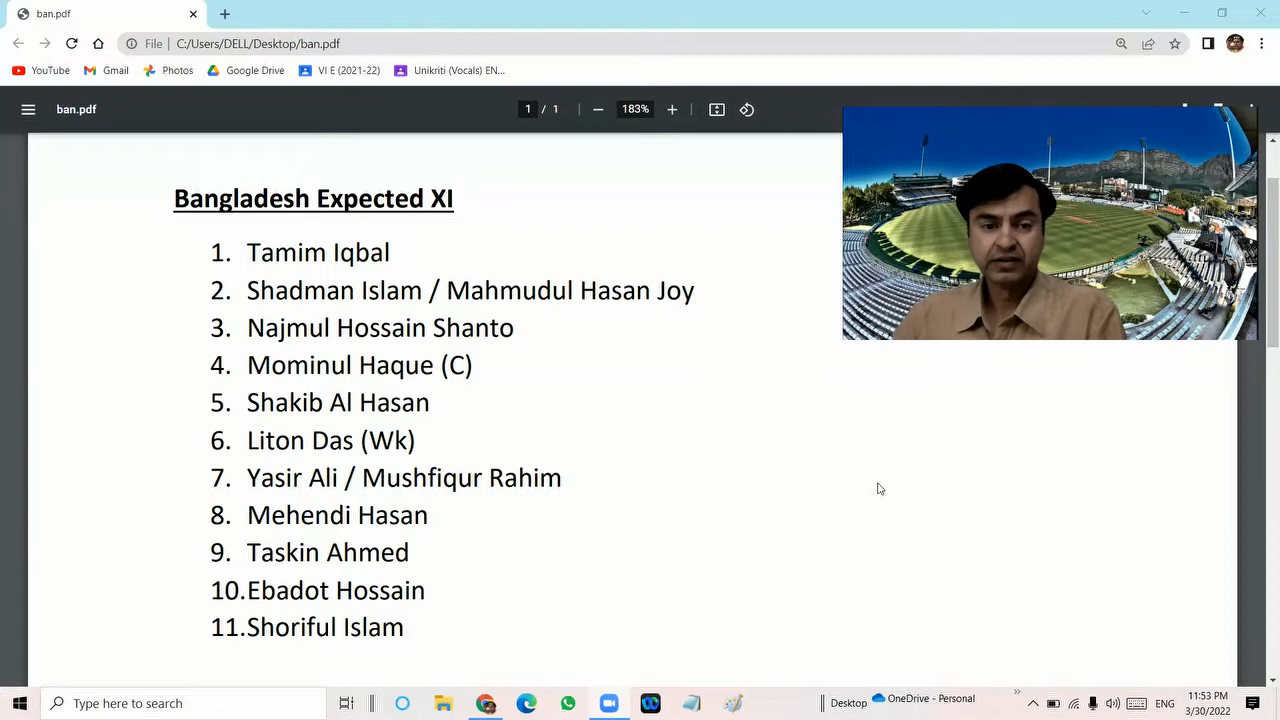 ban.pdf
File | C:/Users/DELL/Desktop/ban.pdf
YouTube Gmail Photos Google Drive VI E (2021-22) Unikriti (Vocals) EN...
ban.pdf 1 / 1 183%
Bangladesh Expected XI
1. Tamim Iqbal
2. Shadman Islam / Mahmudul Hasan Joy
3. Najmul Hossain Shanto
4. Mominul Haque (C)
5. Shakib Al Hasan
6. Liton Das (Wk)
7. Yasir Ali / Mushfiqur Rahim
8. Mehendi Hasan
9. Taskin Ahmed
10. Ebadot Hossain
11. Shoriful Islam
Type here to search Desktop OneDrive - Personal ENG 11:53 PM
3/30/2022